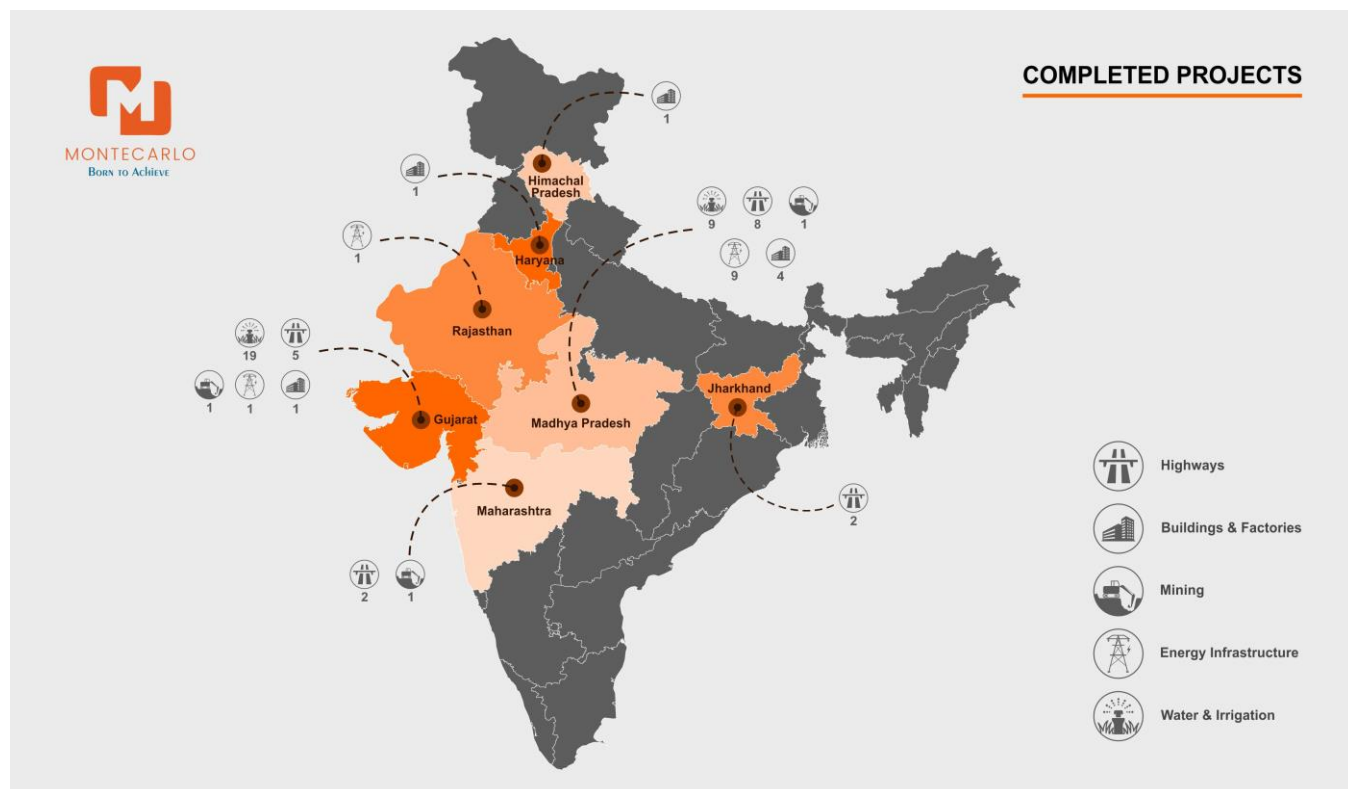 MONTECARLO
BORN TO ACHIEVE
COMPLETED PROJECTS
1
Himachal
Pradesh
1
Haryana
9 8 1
9 4
1
Rajasthan
19 5
1 1 1
Gujarat
Madhya Pradesh
Jharkhand
2
Maharashtra
2 1
Highways
Buildings & Factories
Mining
Energy Infrastructure
Water & Irrigation